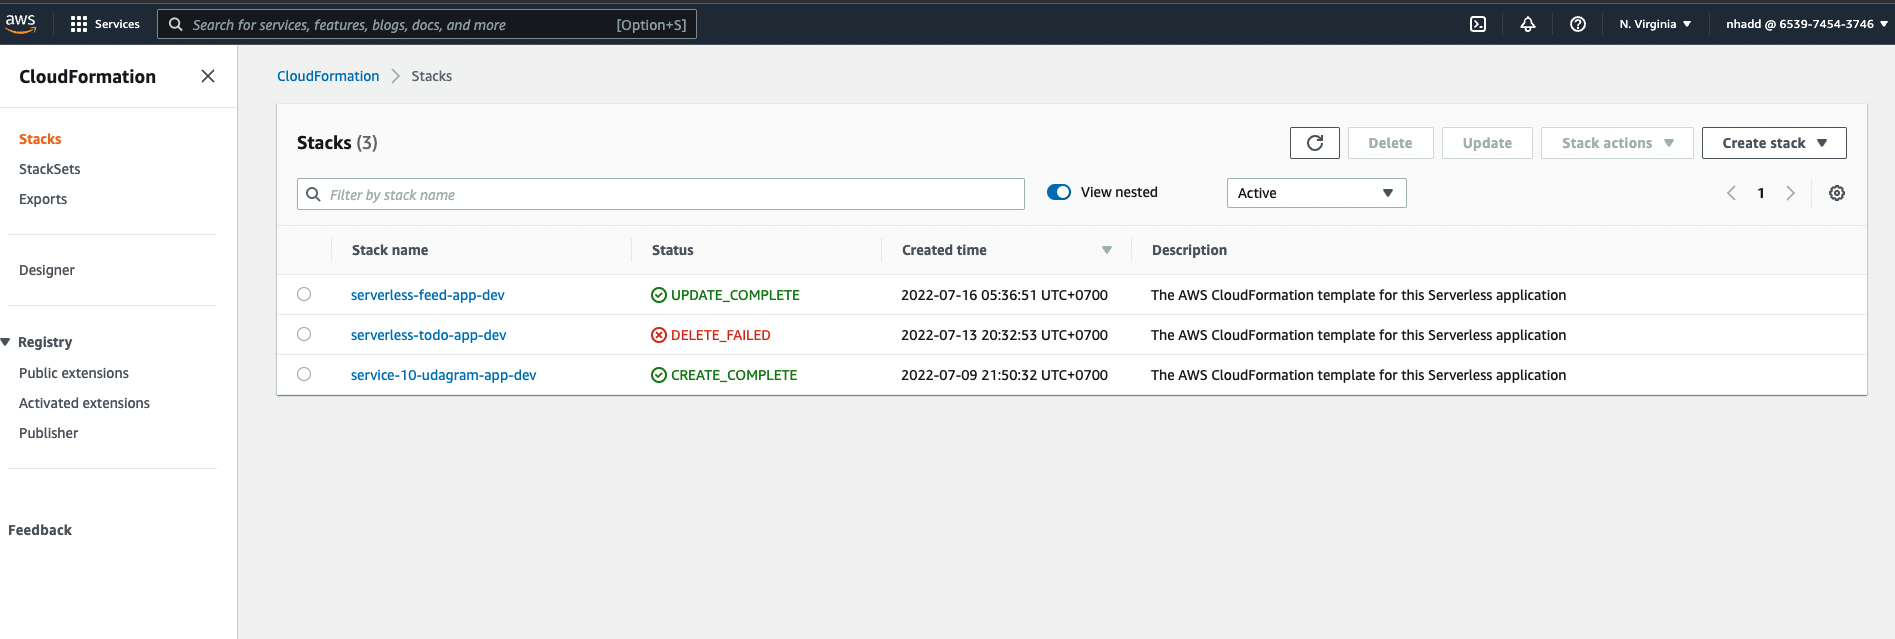 aws Services Search for services, features, blogs, docs, and more [Option+S] N. Virginia nhadd @ 6539-7454-3746
CloudFormation
Stacks
StackSets
Exports
Designer
Registry
Public extensions
Activated extensions
Publisher
Feedback
CloudFormation Stacks
Stacks (3) Delete Update Stack actions Create stack
Filter by stack name View nested Active 1
Stack name Status Created time Description
serverless-feed-app-dev UPDATE_COMPLETE 2022-07-16 05:36:51 UTC+0700 The AWS CloudFormation template for this Serverless application
serverless-todo-app-dev DELETE_FAILED 2022-07-13 20:32:53 UTC+0700 The AWS CloudFormation template for this Serverless application
service-10-udagram-app-dev CREATE_COMPLETE 2022-07-09 21:50:32 UTC+0700 The AWS CloudFormation template for this Serverless application